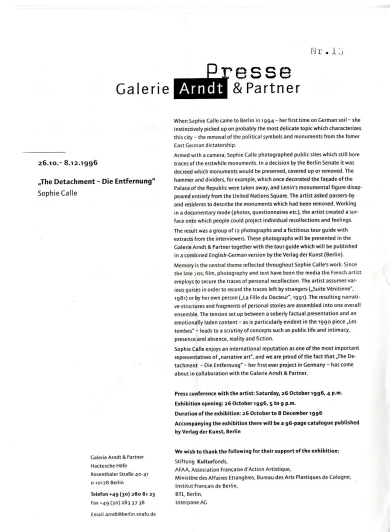 Nr. 13
Presse
Galerie Arndt & Partner
26.10.- 8.12.1996
„The Detachment – Die Entfernung“
Sophie Calle
When Sophie Calle came to Berlin in 1994 – her first time on German soil – she
instinctively picked up on probably the most delicate topic which characterizes
this city – the removal of the political symbols and monuments from the fomer
East German dictatorship.
Armed with a camera, Sophie Calle photographed public sites which still bore
traces of the erstwhile monuments. In a decision by the Berlin Senate it was
decreed which monuments would be preserved, covered up or removed. The
hammer and dividers, for example, which once decorated the façade of the
Palace of the Republic were taken away, and Lenin's monumental figure disap-
peared entirely from the United Nations Square. The artist asked passers-by
and residents to describe the monuments which had been removed. Working
in a documentary mode (photos, questionnaires etc.), the artist created a sur-
face onto which people could project individual recollections and feelings.
The result was a group of 12 photographs and a fictitious tour guide with
extracts from the interviewees. These photographs will be presented in the
Galerie Arndt & Partner together with the tour guide which will be published
in a combined English-German version by the Verlag der Kunst (Berlin).
Memory is the central theme reflected throughout Sophie Calle's work. Since
the late 70s, film, photography and text have been the media the French artist
employs to secure the traces of personal recollection. The artist assumes var-
ious guides in order to record the traces left by strangers („Suite Vénitienne“,
1981) or by her own person („La Fille du Docteur“, 1991). The resulting narrati-
ve structures and fragments of personal stories are assembled into one overall
ensemble. The tension set up between a soberly factual presentation and an
emotionally laden content – as is particularly evident in the 1990 piece „Les
tombes“ – leads to a scrutiny of concepts such as public life and intimacy,
presence and absence, reality and fiction.
Sophie Calle enjoys an international reputation as one of the most important
representatives of „narrative art“, and we are proud of the fact that „The De-
tachment – Die Entfernung“ – her first ever project in Germany – has come
about in collaboration with the Galerie Arndt & Partner.
Press conference with the artist: Saturday, 26 October 1996, 4 p.m.
Exhibition opening: 26 October 1996, 5 to 9 p.m.
Duration of the exhibition: 26 October to 8 December 1996
Accompanying the exhibition there will be a 96-page catalogue published
by Verlag der Kunst, Berlin
We wish to thank the following for their support of the exhibition:
Stiftung Kulturfonds,
AFAA, Association Française d'Action Artistique,
Ministère des Affaires Etrangères, Bureau des Arts Plastiques de Cologne,
Institut Français de Berlin,
BTL, Berlin,
Interpane AG
Galerie Arndt & Partner
Hackesche Höfe
Rosenthaler Straße 40-41
D-10178 Berlin
Telefon +49 (30) 280 81 23
Fax +49 (30) 283 37 38
Email arndt@berlin.snafu.de